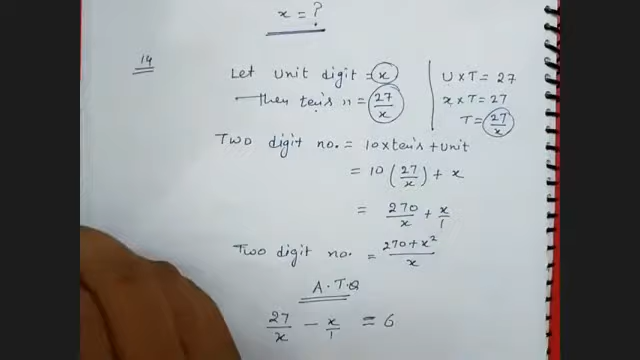 x = ?
14
Let unit digit = x
Then ten's n = 27/x
U x T = 27
x x T = 27
T = 27/x
Two digit no. = 10 x ten's + unit
= 10 (27/x) + x
= 270/x + x/1
Two digit no. = 270 + x²/x
A.T.Q
27/x - x/1 = 6